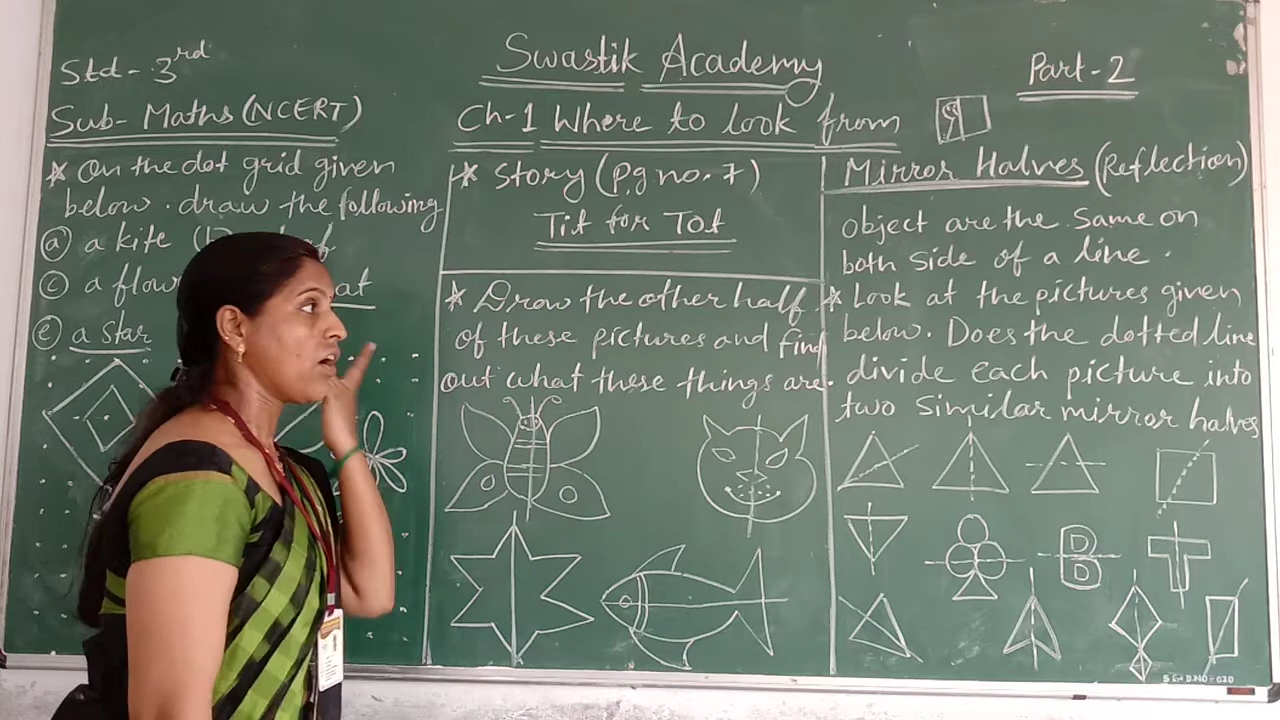 Std- 3rd
Swastik Academy
Part-2
Sub- Maths (NCERT)
Ch-1 Where to look from
* On the dot grid given
below. draw the following
(a) a kite (b)
(c) a flow
(e) a star
* Story (Pg no. 7)
Tit for Tot
* Draw the other half
of these pictures and find
out what these things are.
Mirror Halves (Reflection)
object are the same on
both side of a line.
* Look at the pictures given
below. Does the dotted line
divide each picture into
two similar mirror halves
B
T